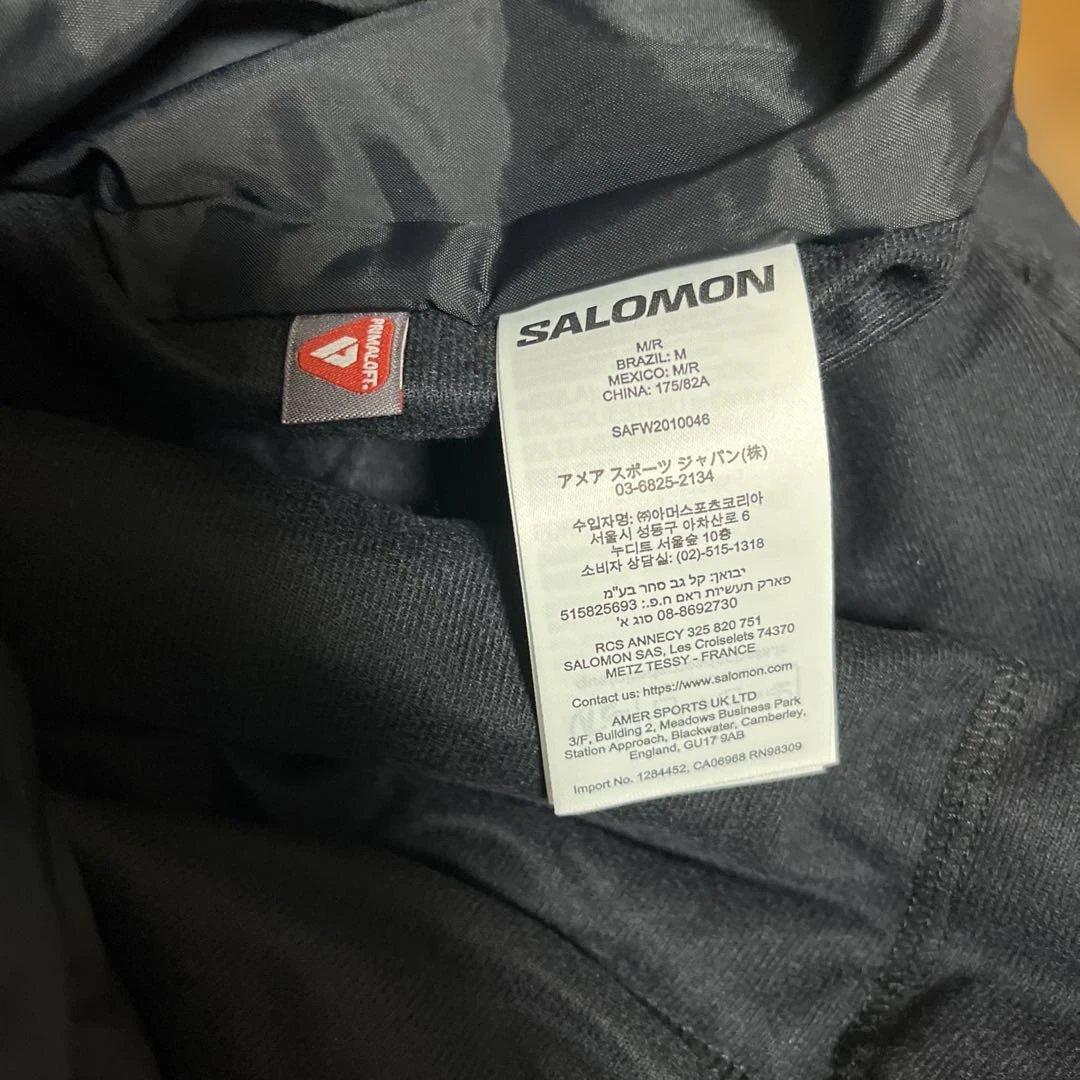 PRIMALOFT®
SALOMON
M/R
BRAZIL: M
MEXICO: M/R
CHINA: 175/82A
SAFW2010046
アメア スポーツ ジャパン(株)
03-6825-2134
수입자명: ㈜아머스포츠코리아
서울시 성동구 아차산로 6
누디트 서울숲 10층
소비자 상담실: (02)-515-1318
יבואן: קל גב סחר בע"מ
פארק תעשיות ראם ח.פ.: 515825693
08-8692730 סוג א'
RCS ANNECY 325 820 751
SALOMON SAS, Les Croiselets 74370
METZ TESSY - FRANCE
Contact us: https://www.salomon.com
AMER SPORTS UK LTD
3/F, Building 2, Meadows Business Park
Station Approach, Blackwater, Camberley,
England, GU17 9AB
Import No. 1284452, CA06968 RN98309